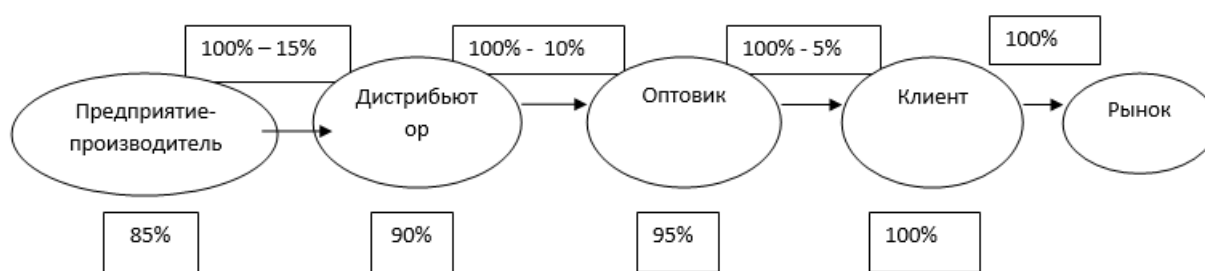 100% – 15%
100% - 10%
100% - 5%
100%
Предприятие-
производитель
Дистрибьют
ор
Оптовик
Клиент
Рынок
85%
90%
95%
100%